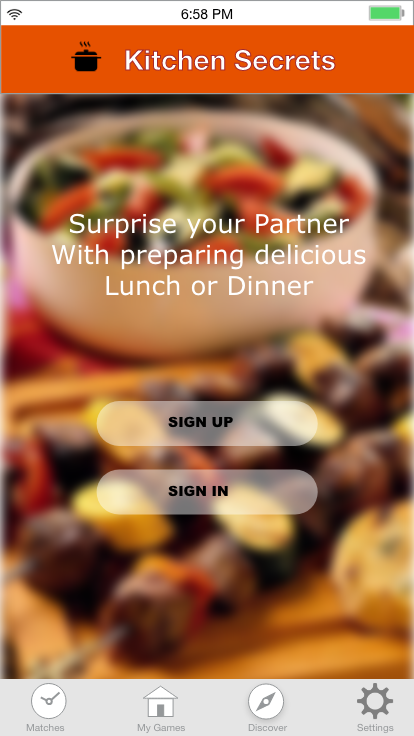 6:58 PM
Kitchen Secrets
Surprise your Partner
With preparing delicious
Lunch or Dinner
SIGN UP
SIGN IN
Matches
My Games
Discover
Settings